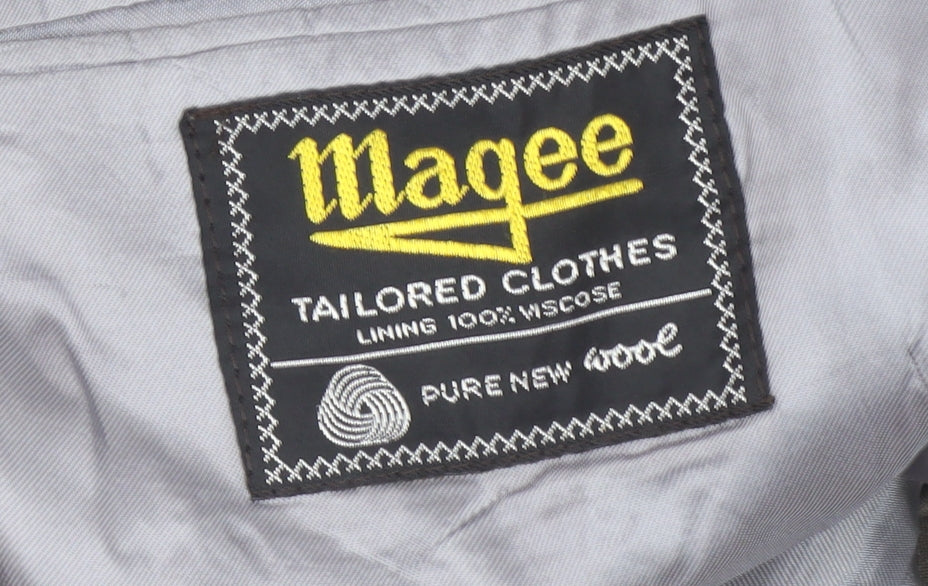 Magee
TAILORED CLOTHES
LINING 100% VISCOSE
PURE NEW wool